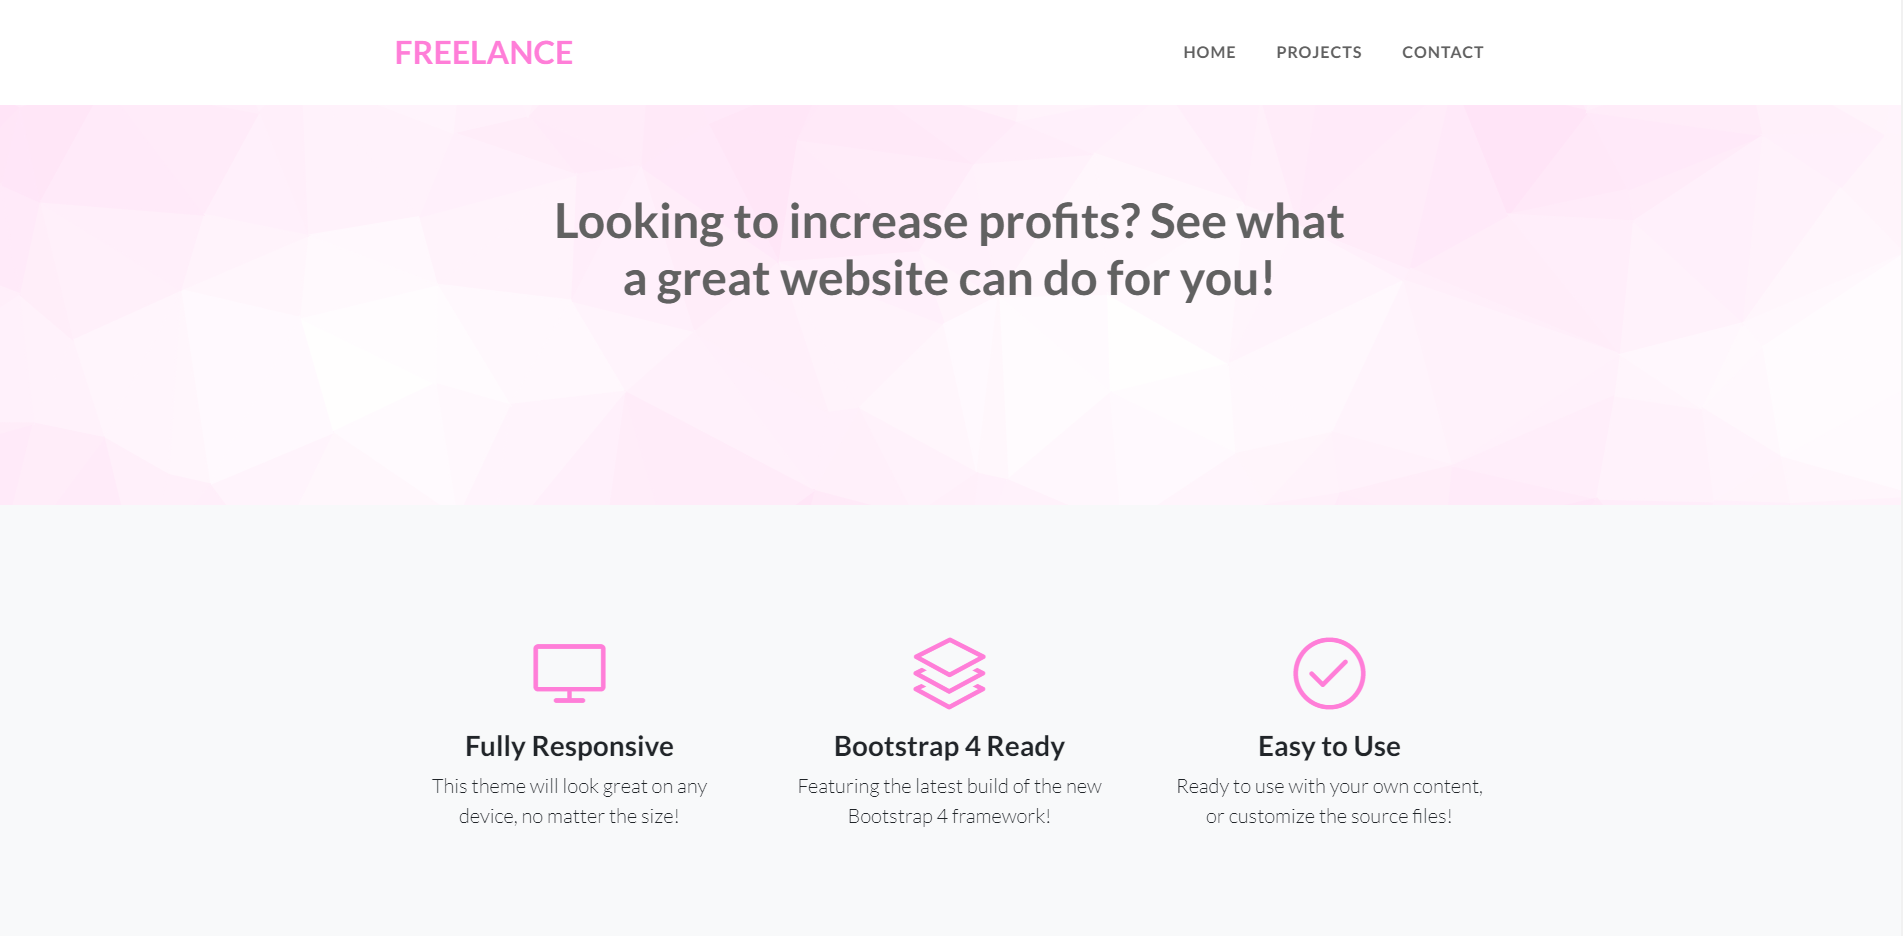 FREELANCE
HOME PROJECTS CONTACT
Looking to increase profits? See what
a great website can do for you!
Fully Responsive
This theme will look great on any
device, no matter the size!
Bootstrap 4 Ready
Featuring the latest build of the new
Bootstrap 4 framework!
Easy to Use
Ready to use with your own content,
or customize the source files!